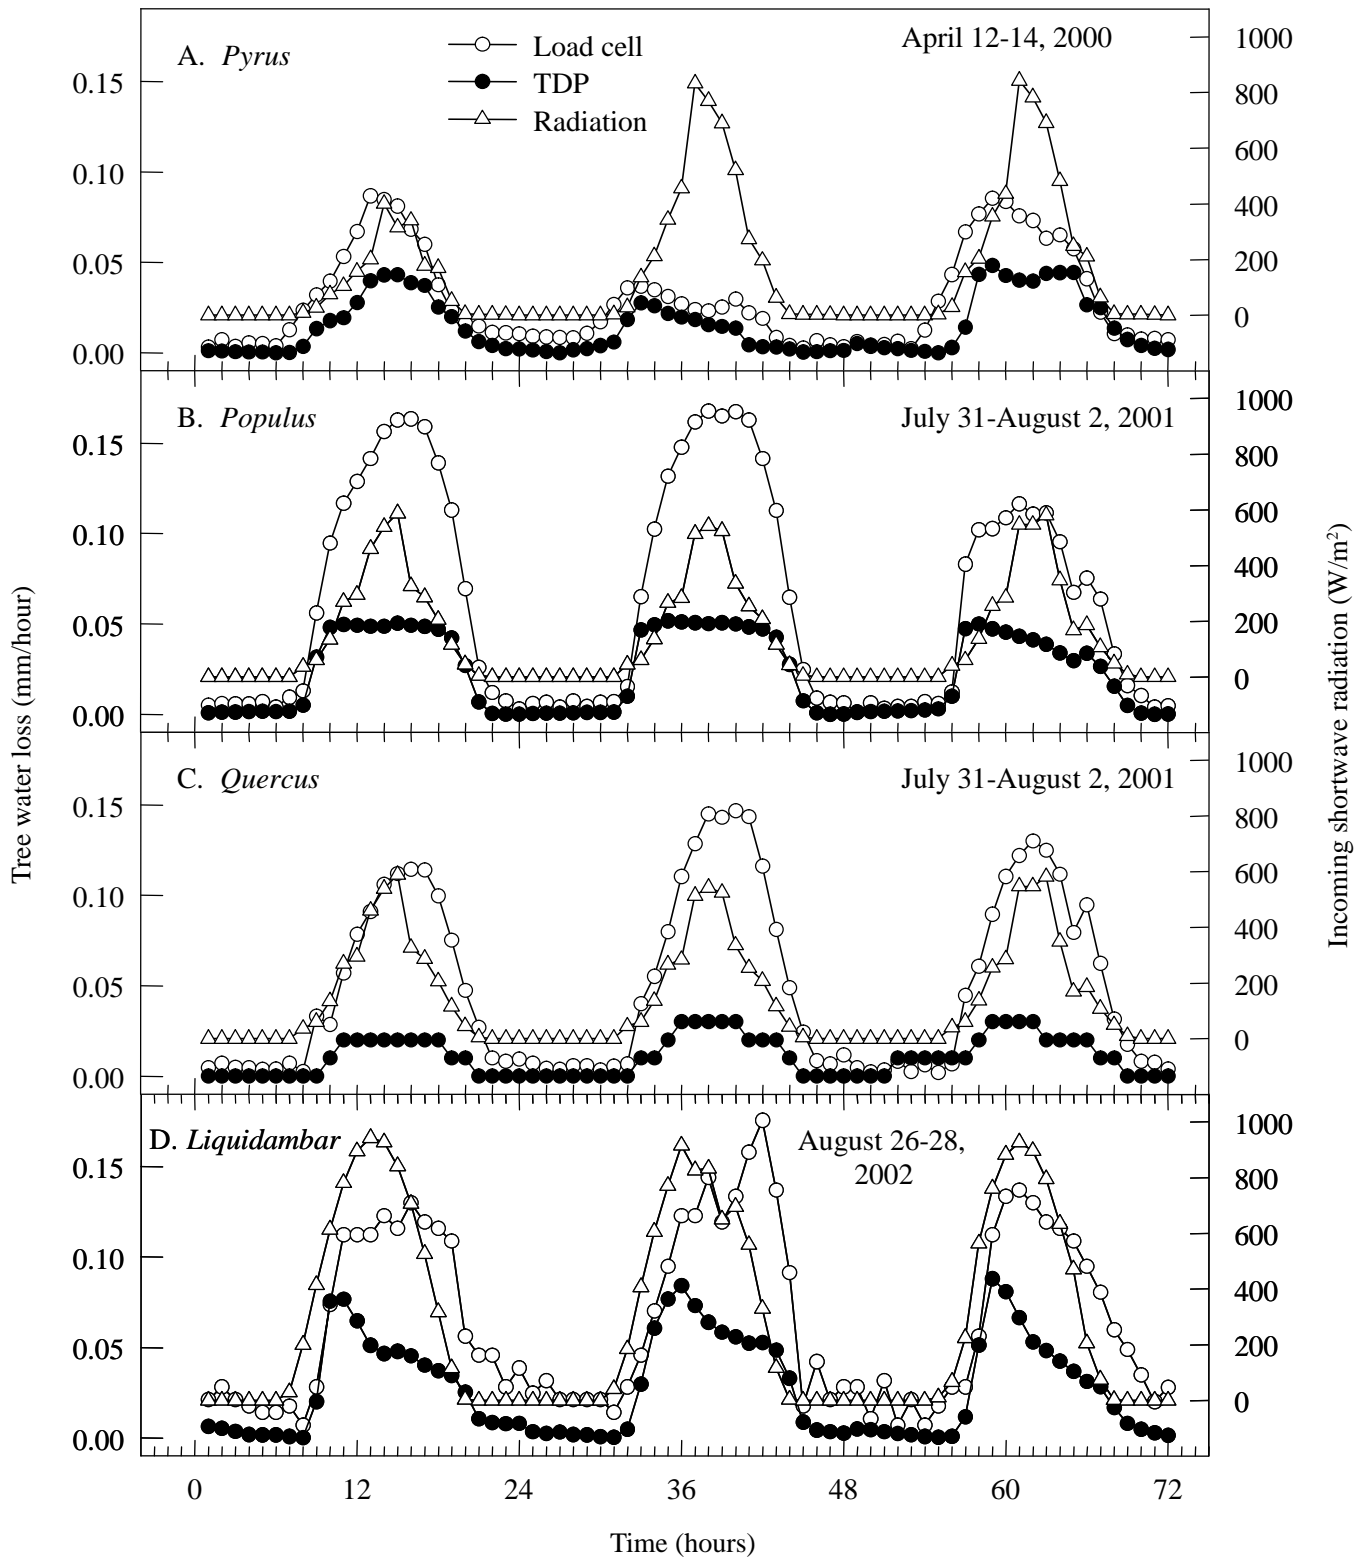 A. Pyrus
Load cell
TDP
Radiation
April 12-14, 2000
0.15
0.10
0.05
0.00
1000
800
600
400
200
0
B. Populus
July 31-August 2, 2001
0.15
0.10
0.05
0.00
1000
800
600
400
200
0
C. Quercus
July 31-August 2, 2001
0.15
0.10
0.05
0.00
1000
800
600
400
200
0
D. Liquidambar
August 26-28,
2002
0.15
0.10
0.05
0.00
1000
800
600
400
200
0
0 12 24 36 48 60 72
Time (hours)
Tree water loss (mm/hour)
Incoming shortwave radiation (W/m²)